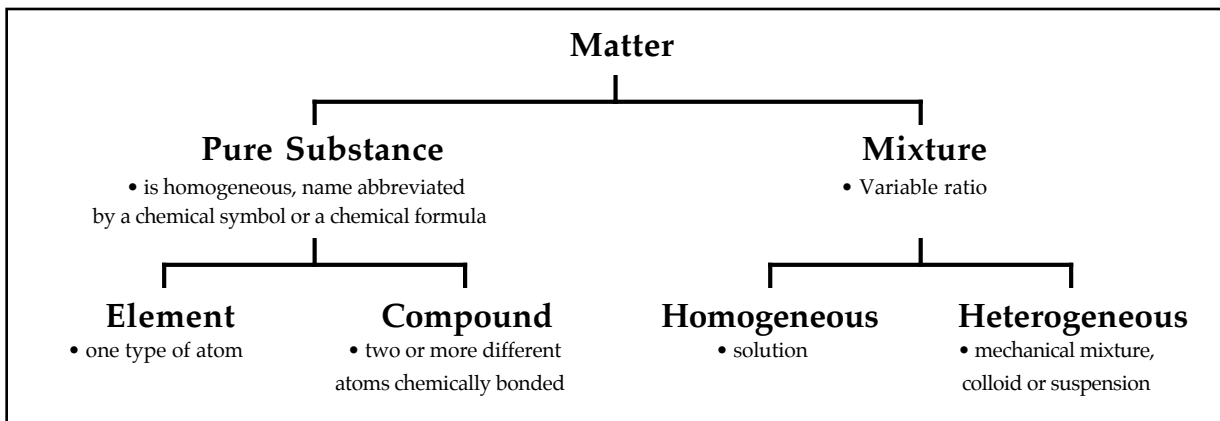 Matter
Pure Substance
• is homogeneous, name abbreviated
by a chemical symbol or a chemical formula
Mixture
• Variable ratio
Element
• one type of atom
Compound
• two or more different
atoms chemically bonded
Homogeneous
• solution
Heterogeneous
• mechanical mixture,
colloid or suspension